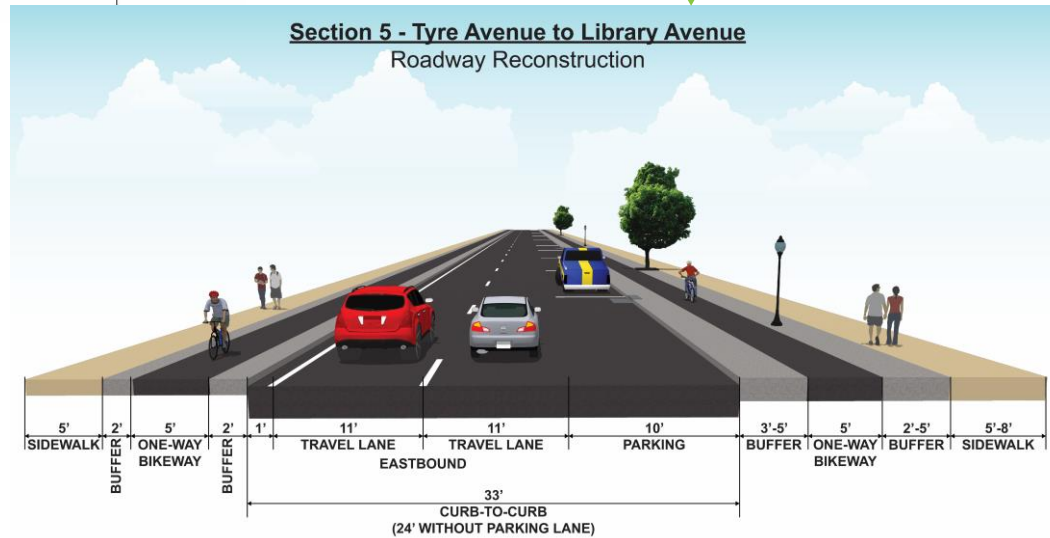 Section 5 - Tyre Avenue to Library Avenue
Roadway Reconstruction
5' 2' 5' 2' 1' 11' 11' 10' 3'-5' 5' 2'-5' 5'-8'
SIDEWALK BUFFER ONE-WAY BUFFER TRAVEL LANE TRAVEL LANE PARKING BUFFER ONE-WAY BUFFER SIDEWALK
BIKEWAY EASTBOUND BIKEWAY
33'
CURB-TO-CURB
(24' WITHOUT PARKING LANE)